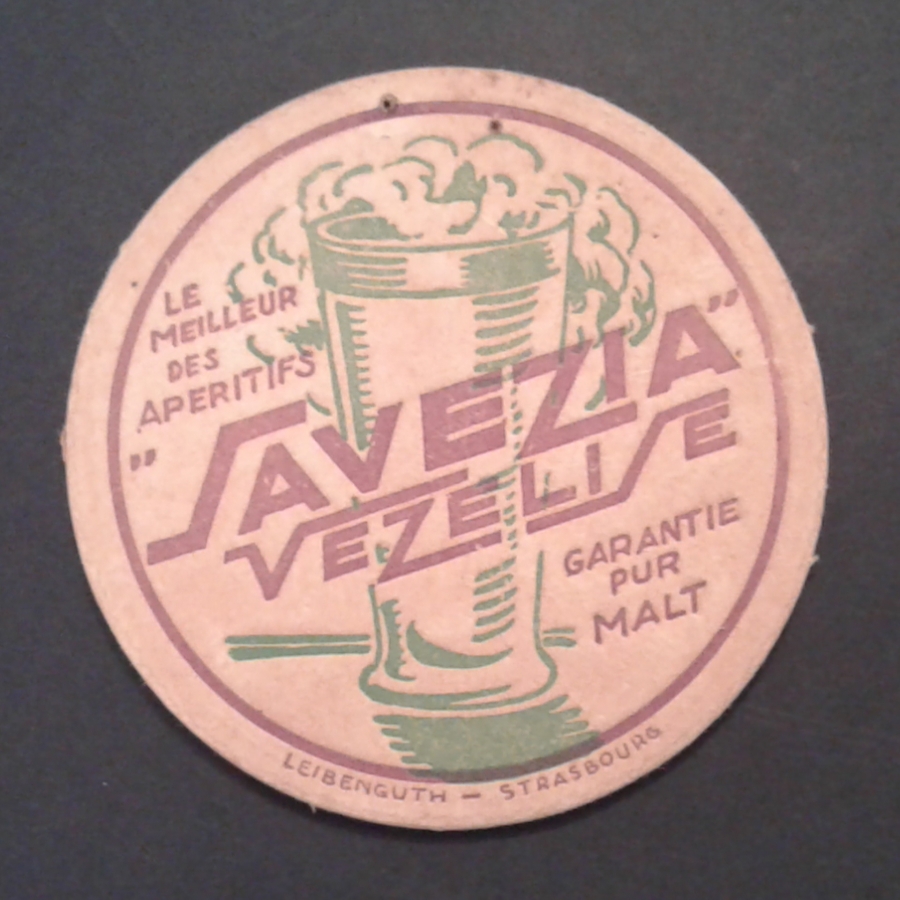 LE
MEILLEUR
DES
APERITIFS
"SAVEZIA"
VEZELISE
GARANTIE
PUR
MALT
LEIBENGUTH — STRASBOURG